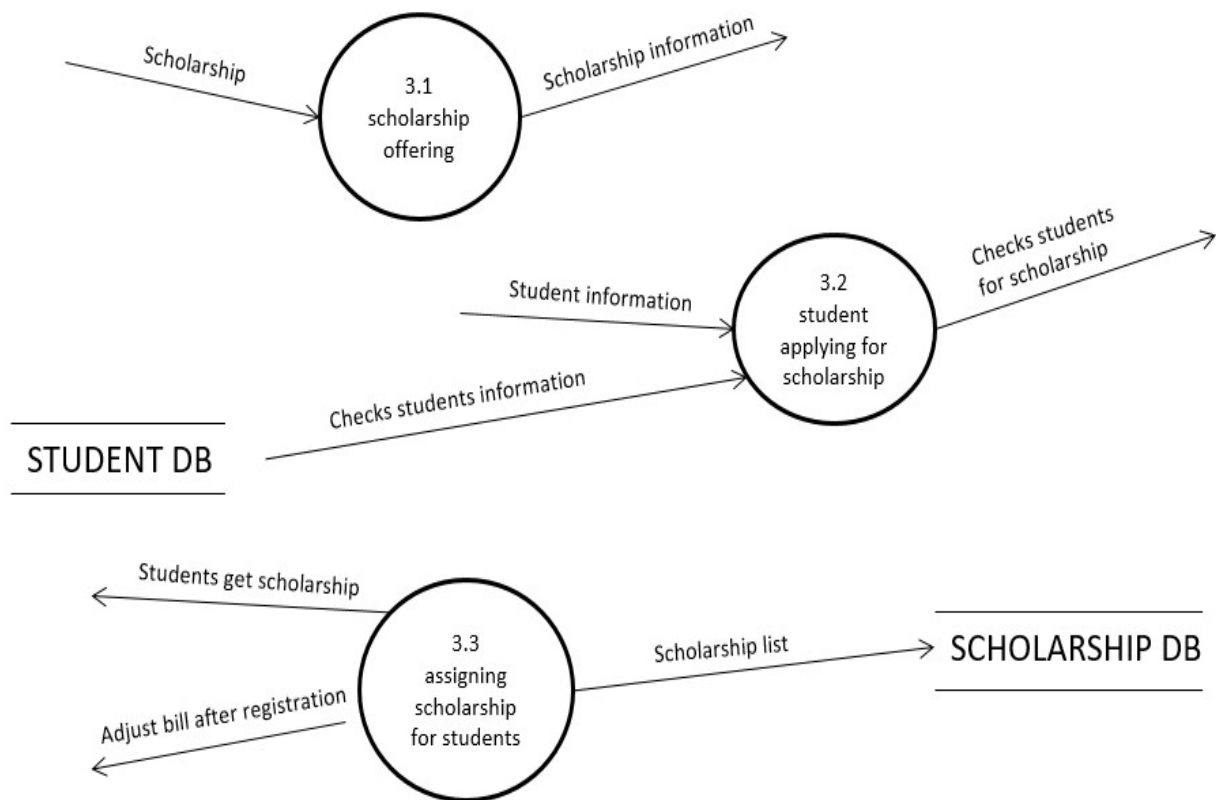 Scholarship
Scholarship information
3.1
scholarship
offering
Checks students
for scholarship
Student information
3.2
student
applying for
scholarship
Checks students information
STUDENT DB
Students get scholarship
3.3
assigning
scholarship
for students
Scholarship list
SCHOLARSHIP DB
Adjust bill after registration